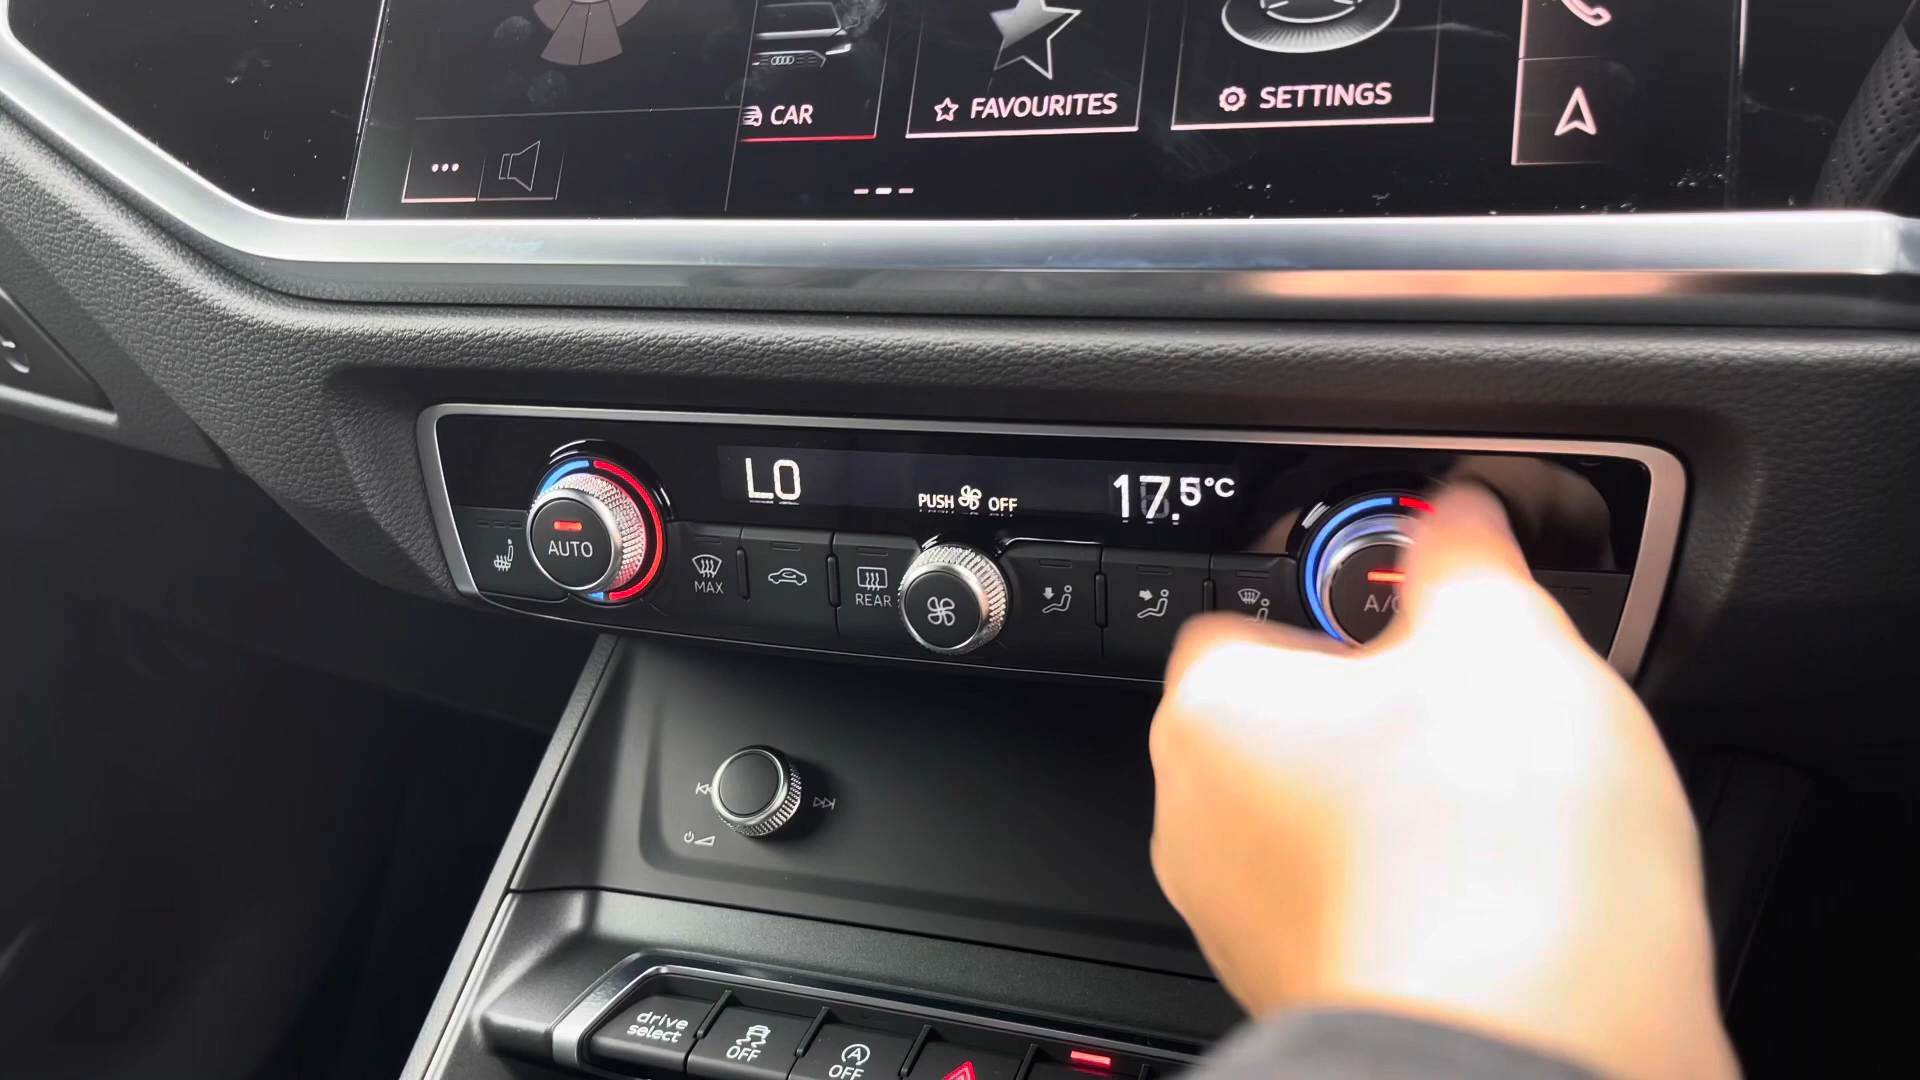 CAR
FAVOURITES
SETTINGS
LO
PUSH OFF
17.5°C
AUTO
MAX
REAR
A/C
drive
select
OFF
A
OFF